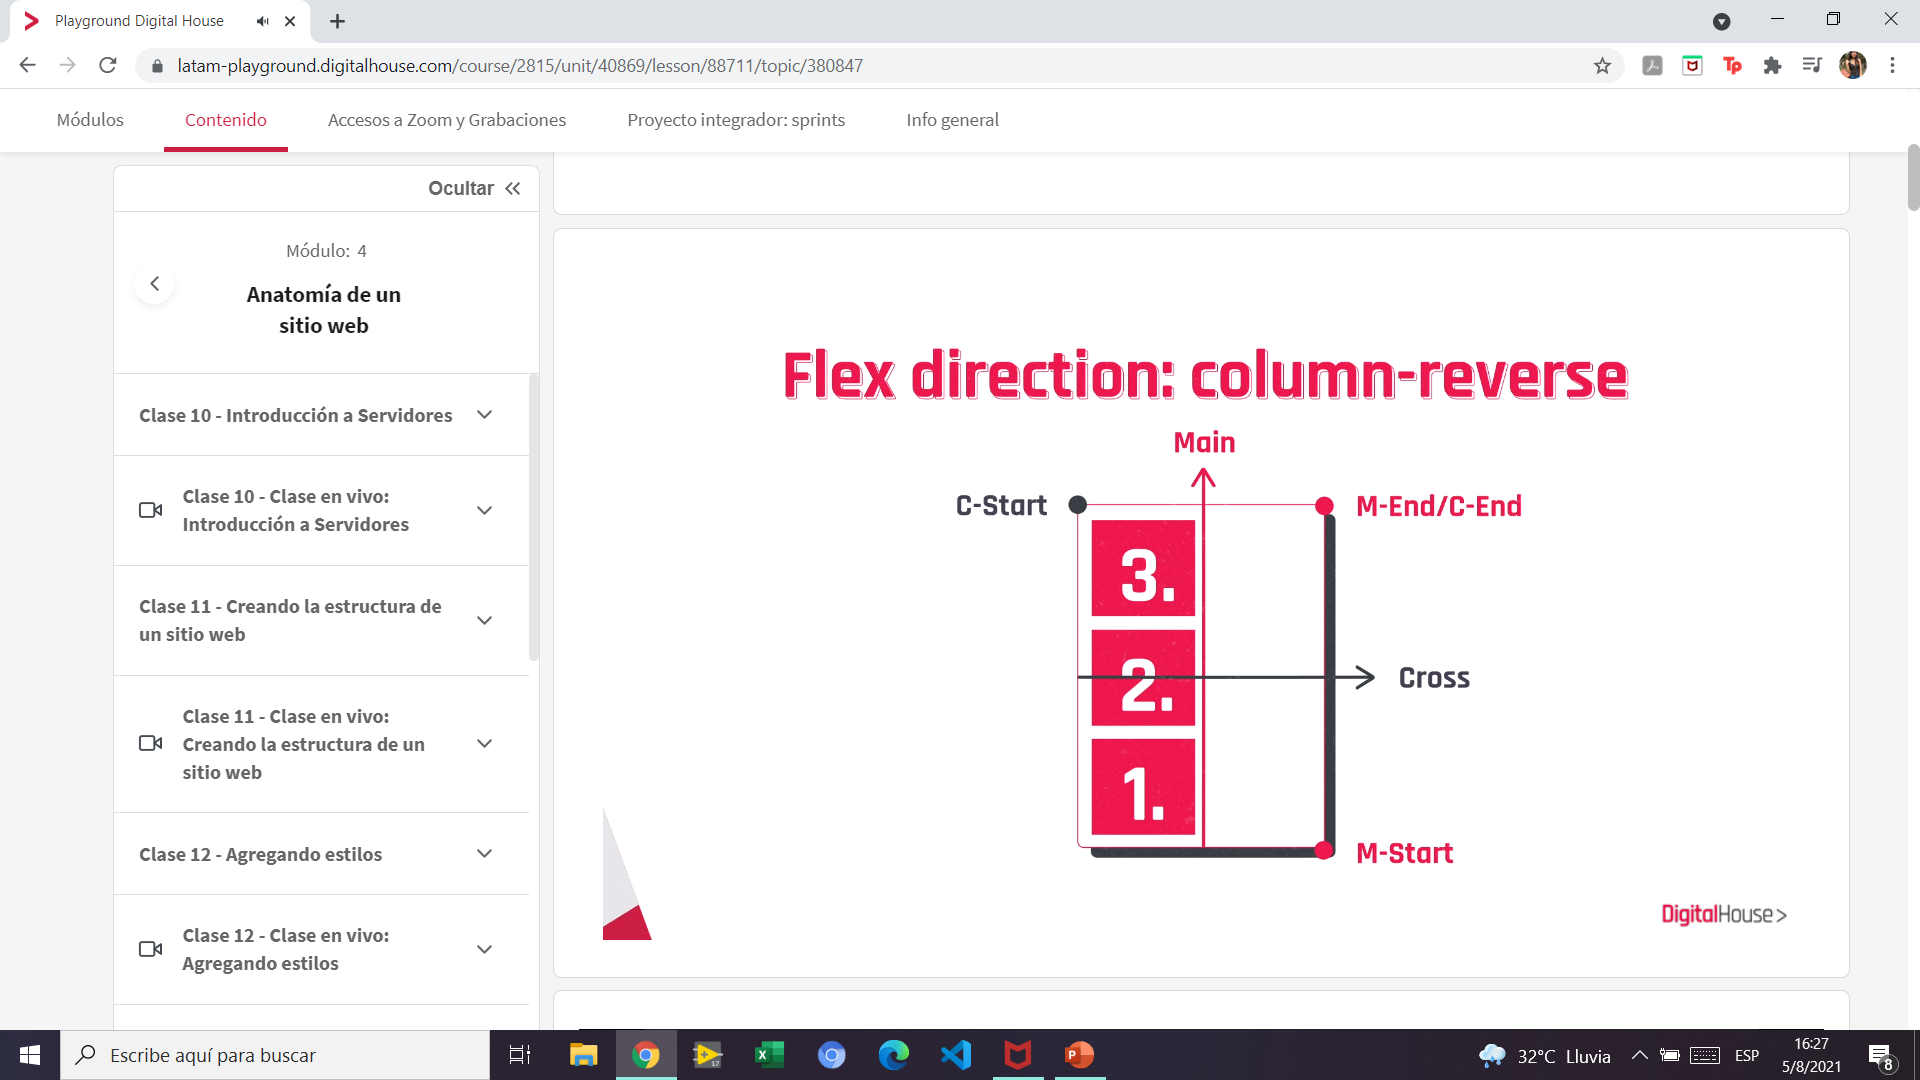 Playground Digital House
latam-playground.digitalhouse.com/course/2815/unit/40869/lesson/88711/topic/380847
Módulos
Contenido
Accesos a Zoom y Grabaciones
Proyecto integrador: sprints
Info general
Ocultar
Módulo: 4
Anatomía de un
sitio web
Clase 10 - Introducción a Servidores
Clase 10 - Clase en vivo:
Introducción a Servidores
Clase 11 - Creando la estructura de
un sitio web
Clase 11 - Clase en vivo:
Creando la estructura de un
sitio web
Clase 12 - Agregando estilos
Clase 12 - Clase en vivo:
Agregando estilos
Flex direction: column-reverse
Main
C-Start
M-End/C-End
3.
2.
Cross
1.
M-Start
DigitalHouse>
Escribe aquí para buscar
32°C Lluvia
ESP
16:27
5/8/2021
8